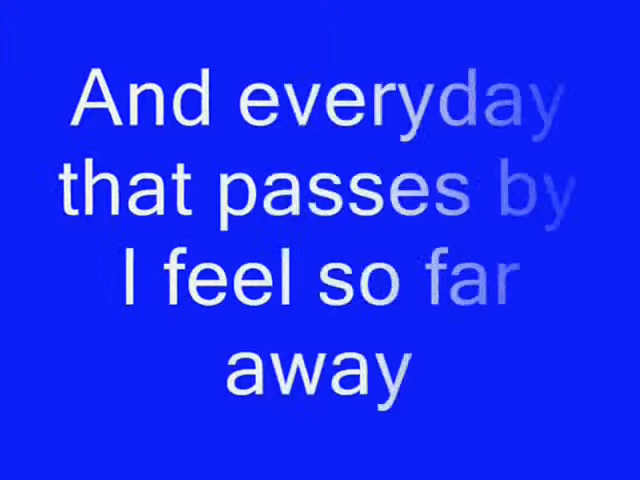 And everyday
that passes by
I feel so far
away